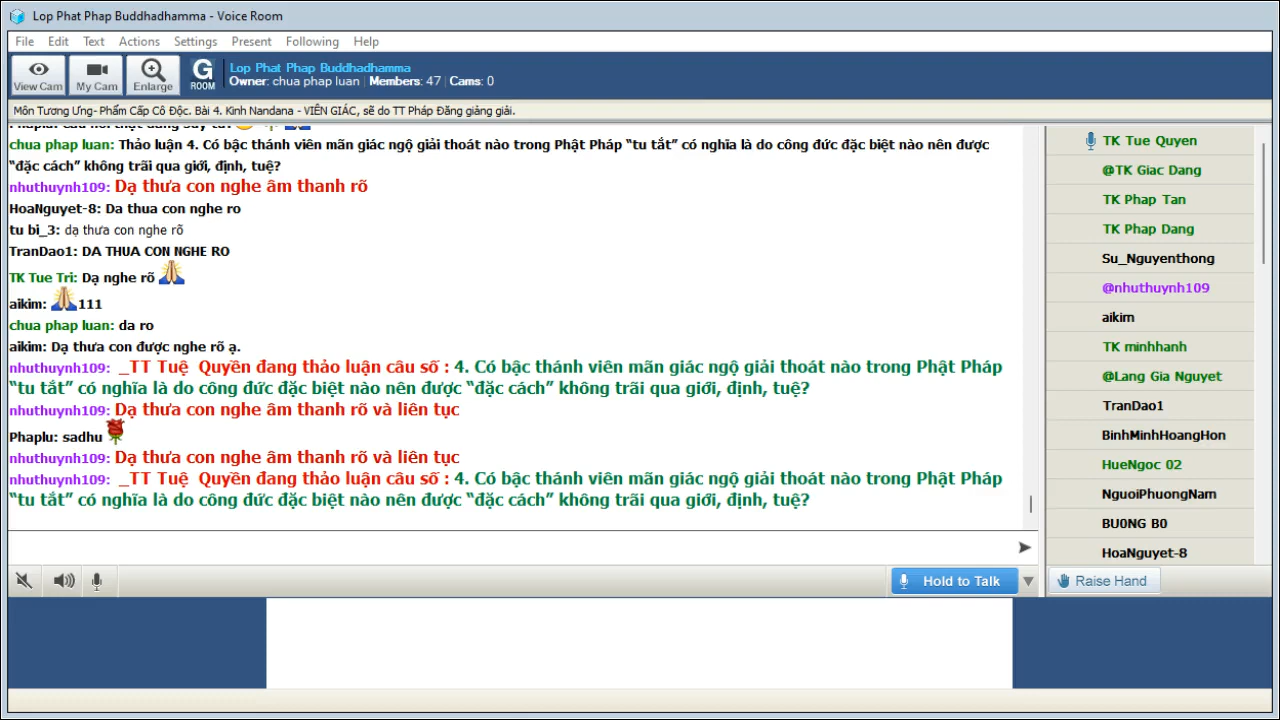 Lop Phat Phap Buddhadhamma - Voice Room
File Edit Text Actions Settings Present Following Help
View Cam My Cam Enlarge G ROOM
Lop Phat Phap Buddhadhamma
Owner: chua phap luan | Members: 47 | Cams: 0
Môn Tương Ưng- Phẩm Cấp Cô Độc. Bài 4. Kinh Nandana - VIÊN GIÁC, sẽ do TT Pháp Đăng giảng giải.
chua phap luan: Thảo luận 4. Có bậc thánh viên mãn giác ngộ giải thoát nào trong Phật Pháp “tu tắt” có nghĩa là do công đức đặc biệt nào nên được
“đặc cách” không trãi qua giới, định, tuệ?
nhuthuynh109: Dạ thưa con nghe âm thanh rõ
HoaNguyet-8: Da thua con nghe ro
tu bi_3: dạ thưa con nghe rõ
TranDao1: DA THUA CON NGHE RO
TK Tue Tri: Dạ nghe rõ
aikim: 111
chua phap luan: da ro
aikim: Dạ thưa con được nghe rõ ạ.
nhuthuynh109: _TT Tuệ Quyền đang thảo luận câu số : 4. Có bậc thánh viên mãn giác ngộ giải thoát nào trong Phật Pháp
“tu tắt” có nghĩa là do công đức đặc biệt nào nên được “đặc cách” không trãi qua giới, định, tuệ?
nhuthuynh109: Dạ thưa con nghe âm thanh rõ và liên tục
Phaplu: sadhu
nhuthuynh109: Dạ thưa con nghe âm thanh rõ và liên tục
nhuthuynh109: _TT Tuệ Quyền đang thảo luận câu số : 4. Có bậc thánh viên mãn giác ngộ giải thoát nào trong Phật Pháp
“tu tắt” có nghĩa là do công đức đặc biệt nào nên được “đặc cách” không trãi qua giới, định, tuệ?
TK Tue Quyen
@TK Giac Dang
TK Phap Tan
TK Phap Dang
Su_Nguyenthong
@nhuthuynh109
aikim
TK minhhanh
@Lang Gia Nguyet
TranDao1
BinhMinhHoangHon
HueNgoc 02
NguoiPhuongNam
BU0NG B0
HoaNguyet-8
Hold to Talk
Raise Hand